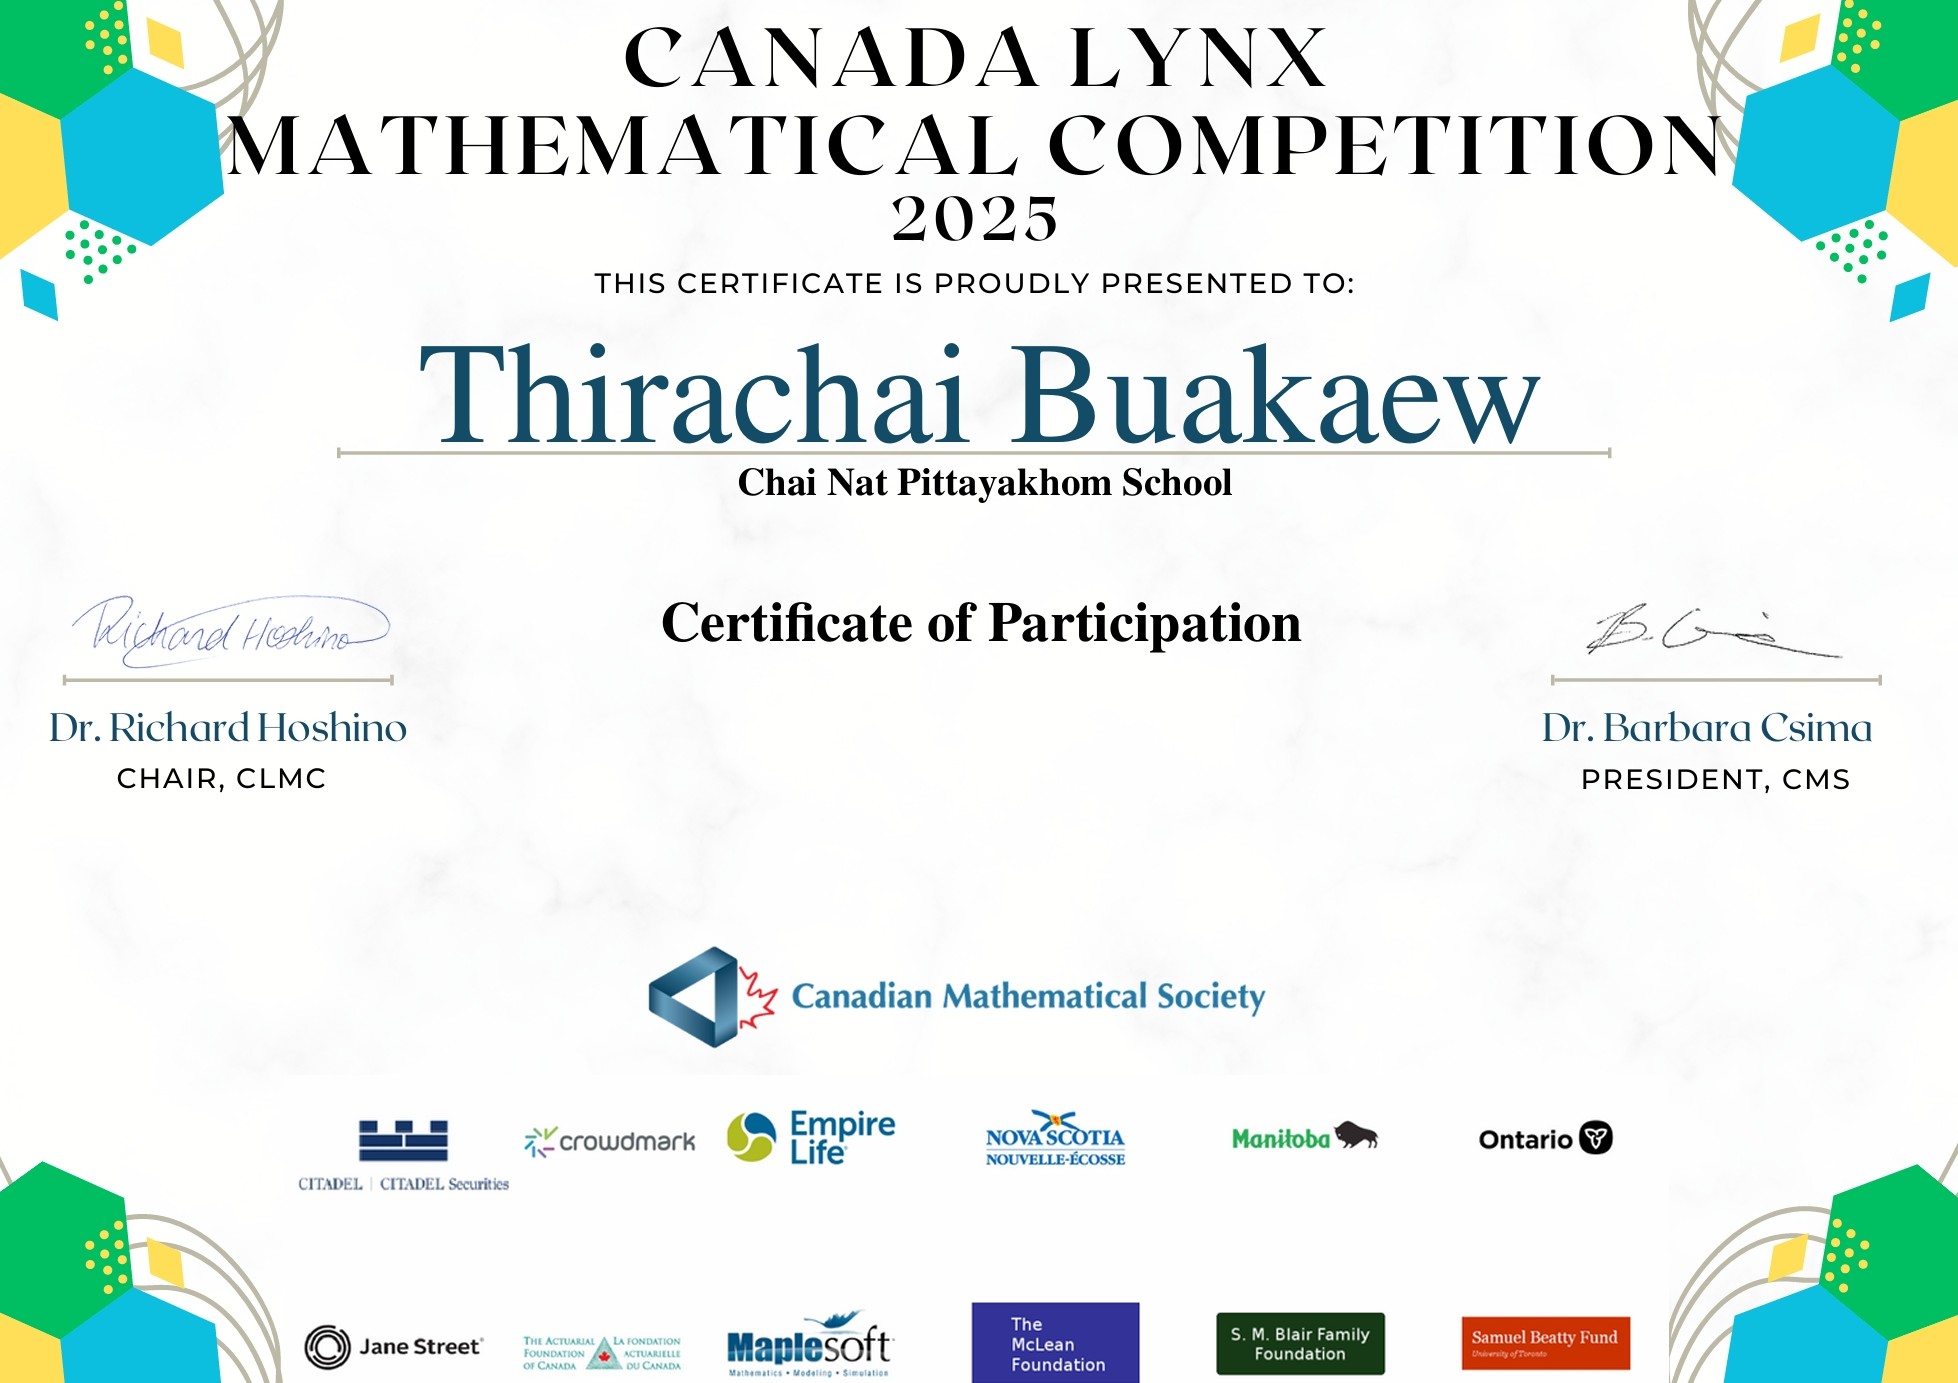 CANADA LYNX
MATHEMATICAL COMPETITION
2025
THIS CERTIFICATE IS PROUDLY PRESENTED TO:
Thirachai Buakaew
Chai Nat Pittayakhom School
Certificate of Participation
Richard Hoshino
Dr. Richard Hoshino
CHAIR, CLMC
B. Csima
Dr. Barbara Csima
PRESIDENT, CMS
Canadian Mathematical Society
CITADEL | CITADEL Securities
crowdmark
Empire
Life
NOVA SCOTIA
NOUVELLE-ÉCOSSE
Manitoba
Ontario
Jane Street
THE ACTUARIAL
FOUNDATION
OF CANADA
LA FONDATION
ACTUARIELLE
DU CANADA
Maplesoft
Mathematics • Modeling • Simulation
The
McLean
Foundation
S. M. Blair Family
Foundation
Samuel Beatty Fund
University of Toronto